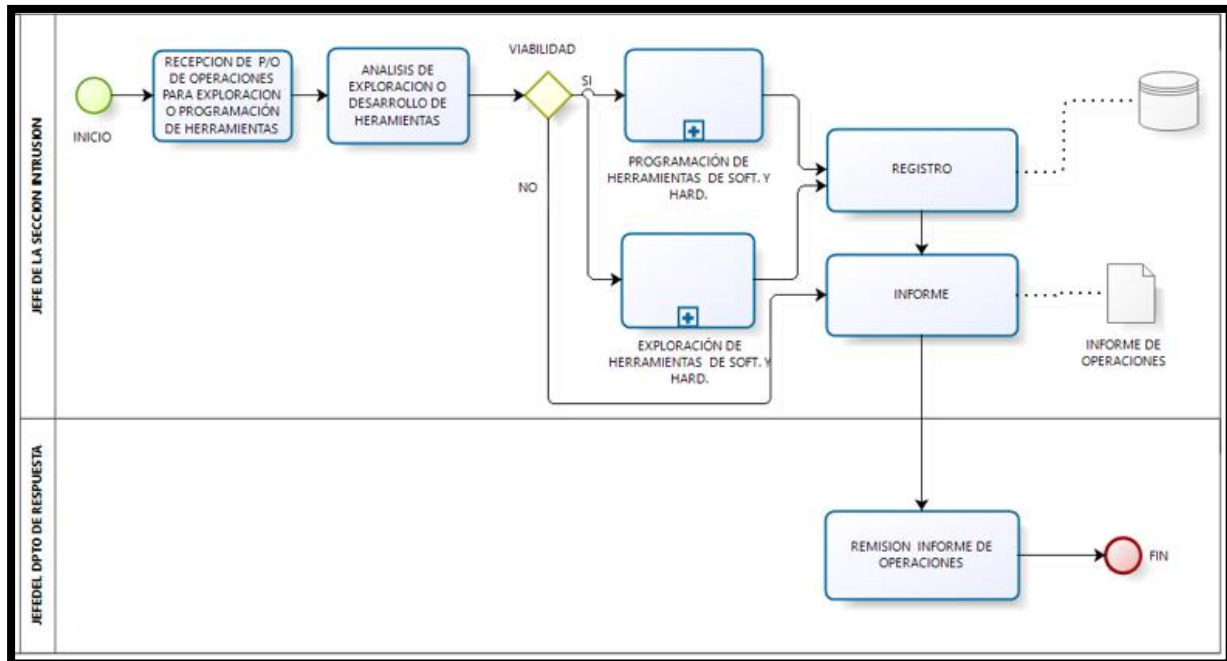 JEFE DE LA SECCION INTRUSION
INICIO
RECEPCION DE P/O
DE OPERACIONES
PARA EXPLORACION
O PROGRAMACIÓN
DE HERRAMIENTAS
ANALISIS DE
EXPLORACION O
DESARROLLO DE
HERAMIENTAS
VIABILIDAD
SI
NO
PROGRAMACIÓN DE
HERRAMIENTAS DE SOFT. Y
HARD.
EXPLORACIÓN DE
HERRAMIENTAS DE SOFT. Y
HARD.
REGISTRO
INFORME
INFORME DE
OPERACIONES
JEFEDEL DPTO DE RESPUESTA
REMISION INFORME DE
OPERACIONES
FIN